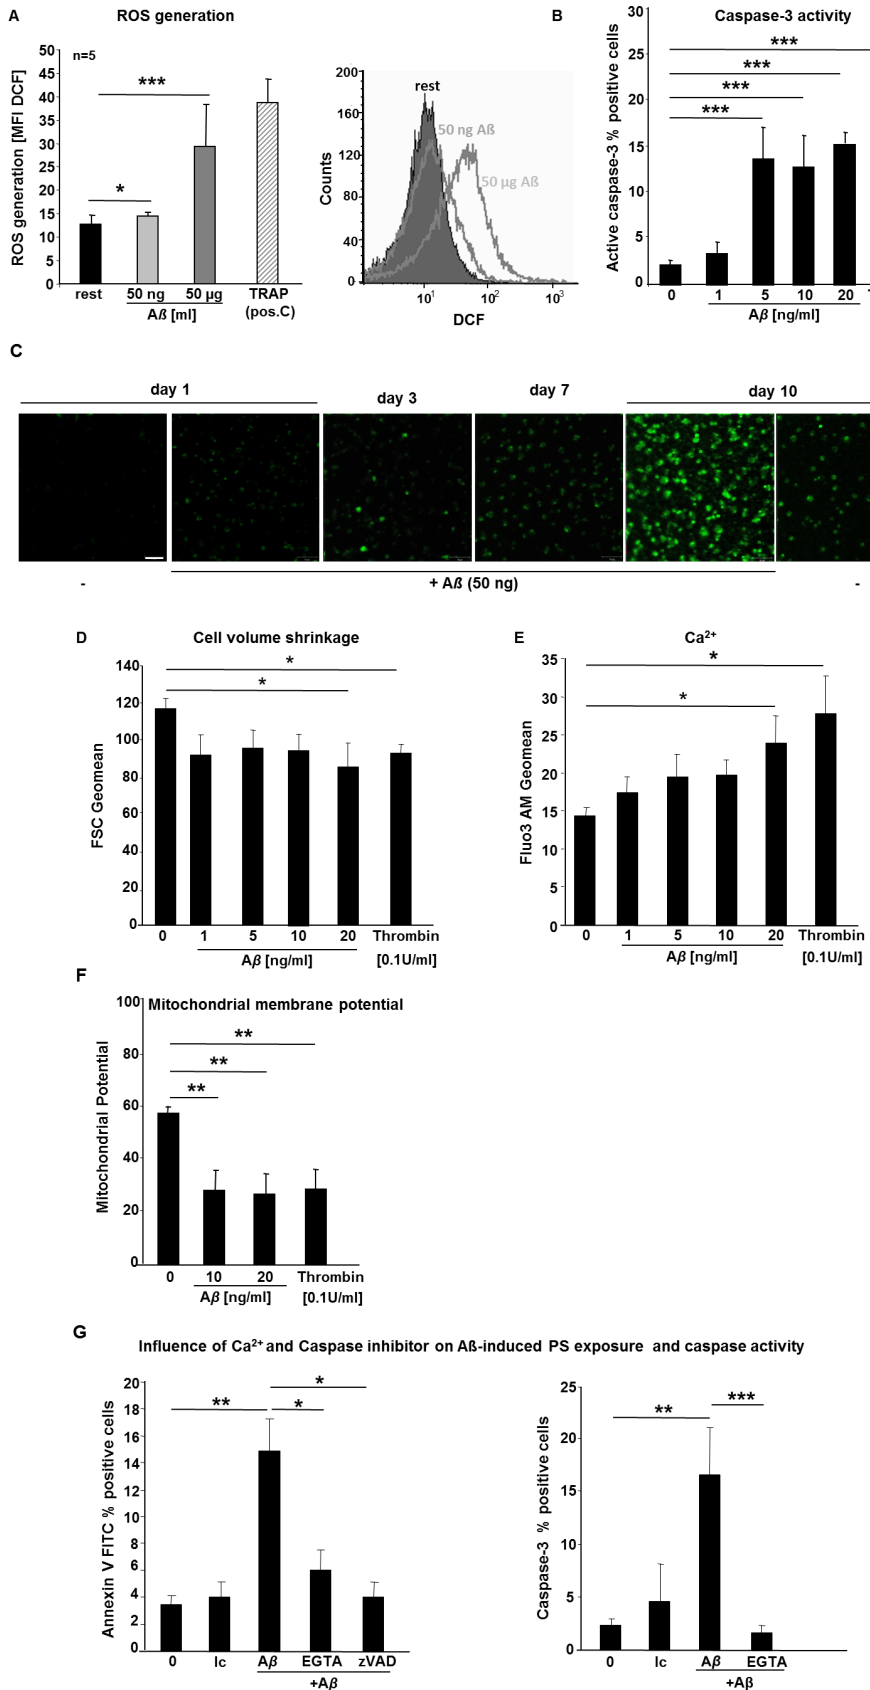 A ROS generation
n=5
***
*
ROS generation [MFI DCF]
50
45
40
35
30
25
20
15
10
5
0
rest 50 ng 50 µg TRAP
Aß [ml] (pos.C)
rest
50 ng Aß
50 µg Aß
Counts
200
160
120
80
40
0
10¹ 10² 10³
DCF
B Caspase-3 activity
***
***
***
***
Active caspase-3 % positive cells
30
25
20
15
10
5
0
0 1 5 10 20
Aβ [ng/ml]
C
day 1 day 3 day 7 day 10
- + Aß (50 ng) -
D Cell volume shrinkage
*
*
FSC Geomean
140
120
100
80
60
40
20
0
0 1 5 10 20 Thrombin
Aβ [ng/ml] [0.1U/ml]
E Ca²⁺
*
*
Fluo3 AM Geomean
35
30
25
20
15
10
5
0
0 1 5 10 20 Thrombin
Aβ [ng/ml] [0.1U/ml]
F
Mitochondrial membrane potential
**
**
**
Mitochondrial Potential
100
80
60
40
20
0
0 10 20 Thrombin
Aβ [ng/ml] [0.1U/ml]
G
Influence of Ca²⁺ and Caspase inhibitor on Aß-induced PS exposure and caspase activity
*
** *
Annexin V FITC % positive cells
20
18
16
14
12
10
8
6
4
2
0
0 Ic Aβ EGTA zVAD
+Aβ
***
**
Caspase-3 % positive cells
25
20
15
10
5
0
0 Ic Aβ EGTA
+Aβ